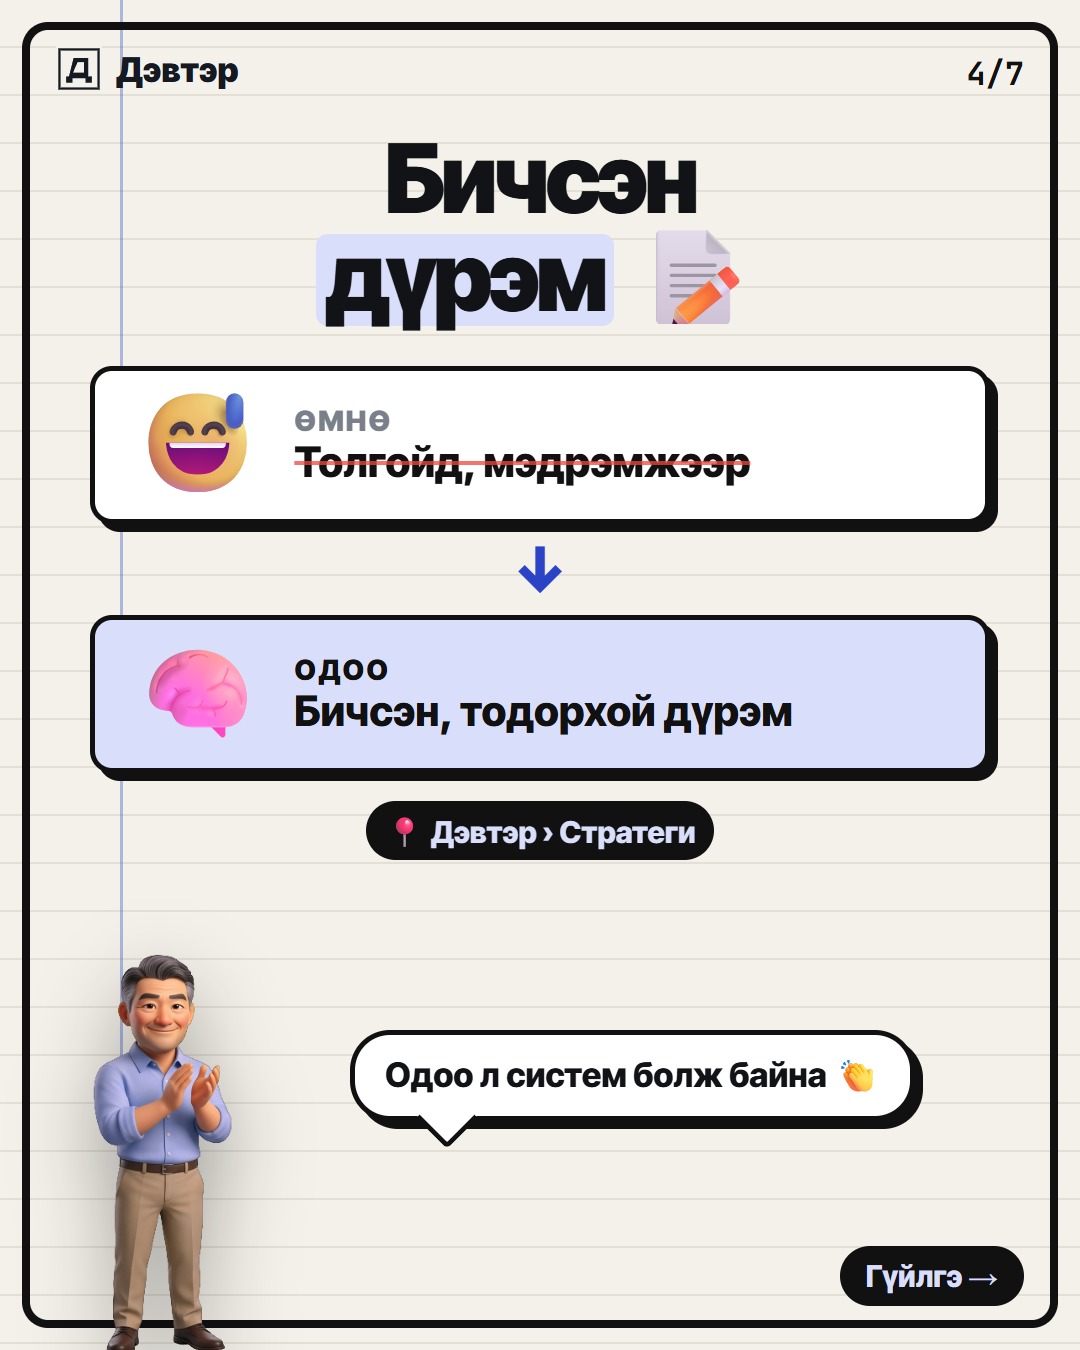 Д Дэвтэр
4/7
Бичсэн
дүрэм
өмнө
Толгойд, мэдрэмжээр
одоо
Бичсэн, тодорхой дүрэм
Дэвтэр › Стратеги
Одоо л систем болж байна
Гүйлгэ →